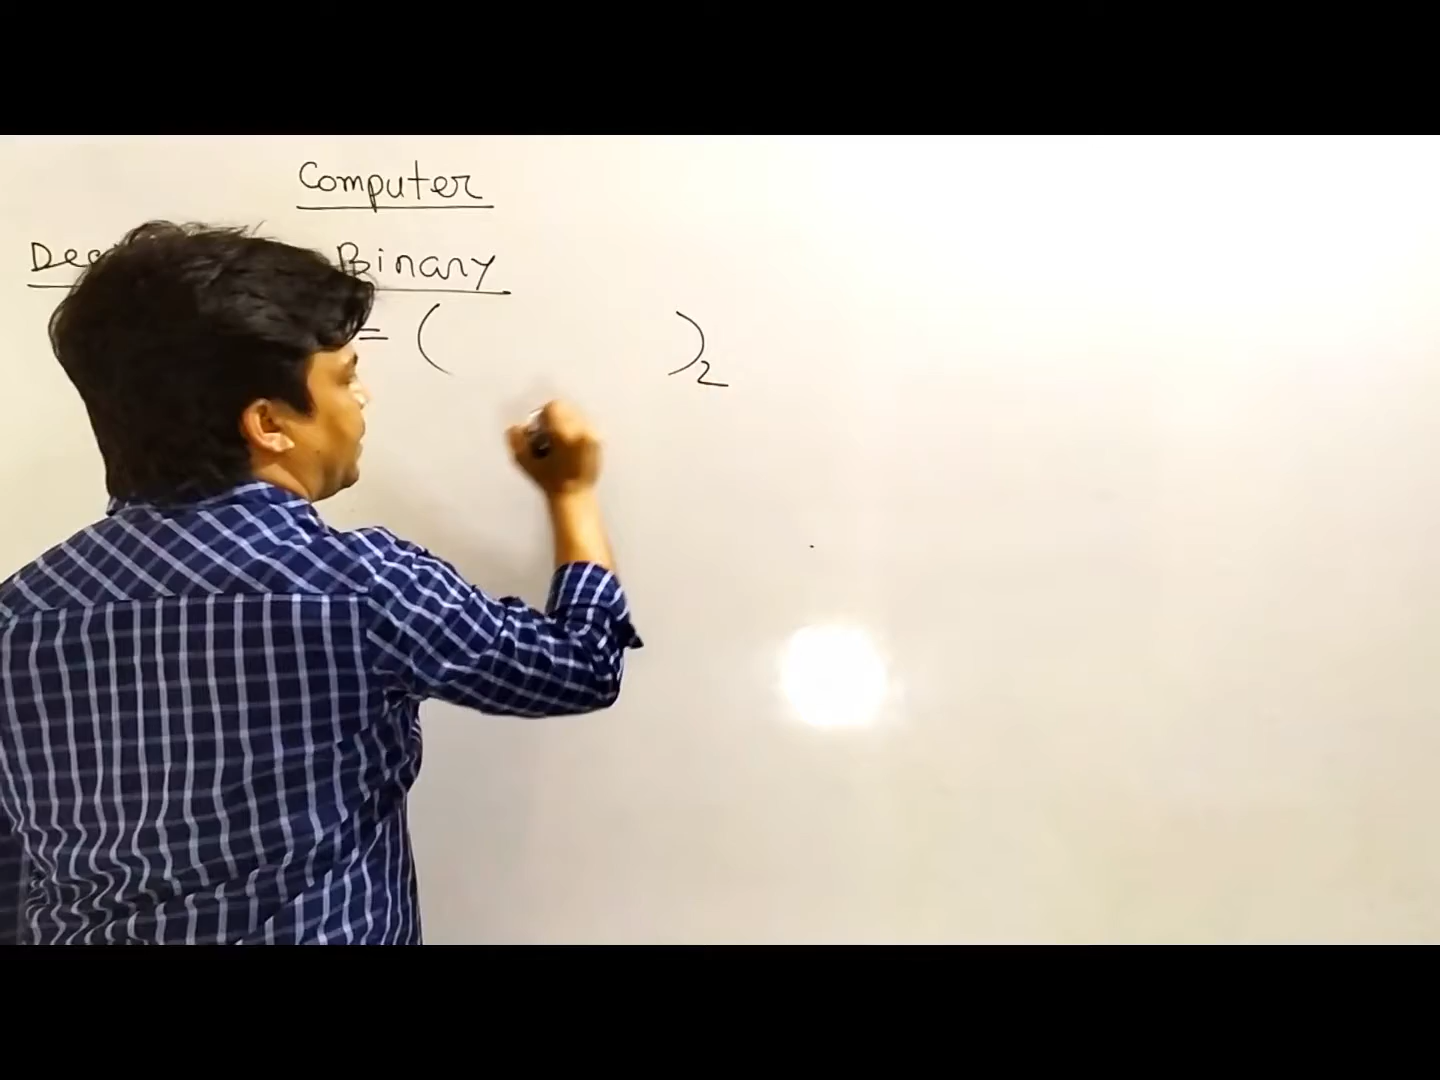 Computer
Binary
= ( )2